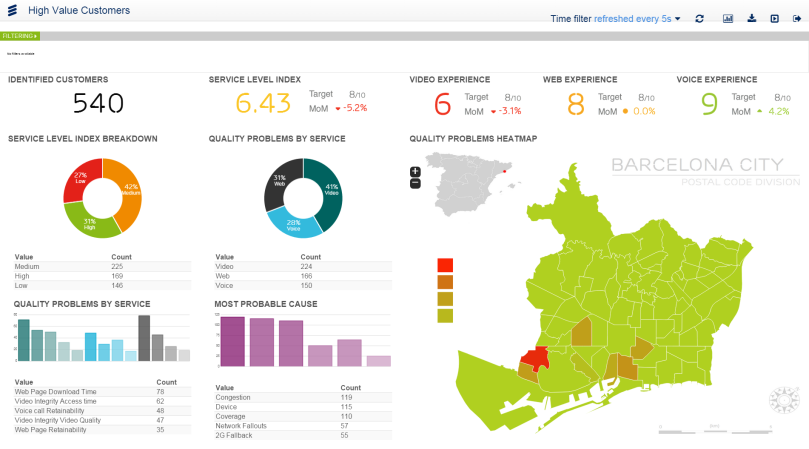 High Value Customers
Time filter refreshed every 5s
FILTERING
No filters available
IDENTIFIED CUSTOMERS
540
SERVICE LEVEL INDEX
6.43
Target 8/10
MoM -5.2%
VIDEO EXPERIENCE
6
Target 8/10
MoM -3.1%
WEB EXPERIENCE
8
Target 8/10
MoM 0.0%
VOICE EXPERIENCE
9
Target 8/10
MoM 4.2%
SERVICE LEVEL INDEX BREAKDOWN
27%
Low
42%
Medium
31%
High
Value Count
Medium 225
High 169
Low 146
QUALITY PROBLEMS BY SERVICE
31%
Web
41%
Video
28%
Voice
Value Count
Video 224
Web 166
Voice 150
QUALITY PROBLEMS BY SERVICE
Value Count
Web Page Download Time 78
Video Integrity Access time 62
Voice call Retainability 48
Video Integrity Video Quality 47
Web Page Retainability 35
MOST PROBABLE CAUSE
Value Count
Congestion 119
Device 115
Coverage 110
Network Fallouts 57
2G Fallback 55
QUALITY PROBLEMS HEATMAP
+
−
BARCELONA CITY
POSTAL CODE DIVISION